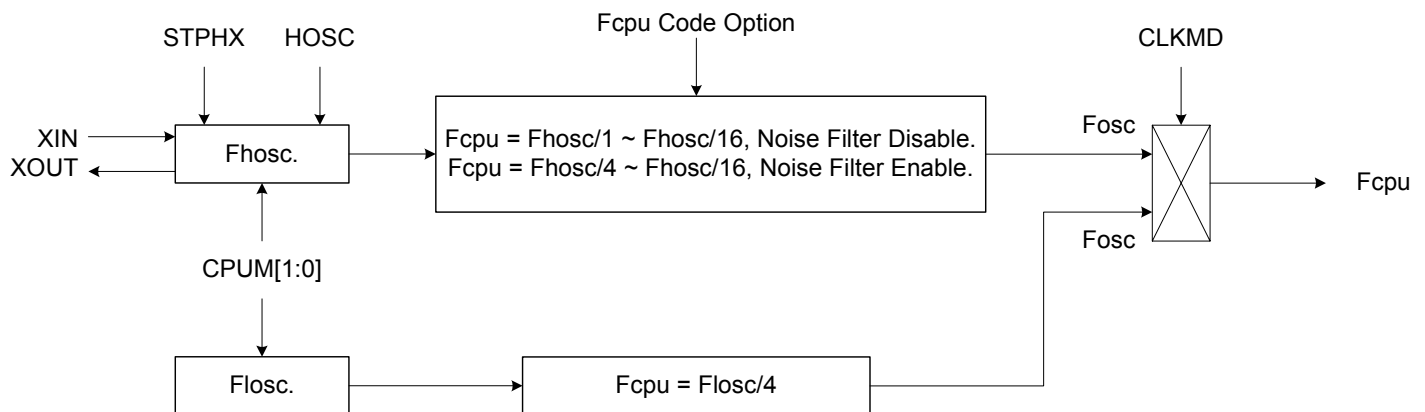 Fcpu Code Option
STPHX
HOSC
CLKMD
XIN
XOUT
Fhosc.
Fcpu = Fhosc/1 ~ Fhosc/16, Noise Filter Disable.
Fcpu = Fhosc/4 ~ Fhosc/16, Noise Filter Enable.
Fosc
Fosc
Fcpu
CPUM[1:0]
Flosc.
Fcpu = Flosc/4